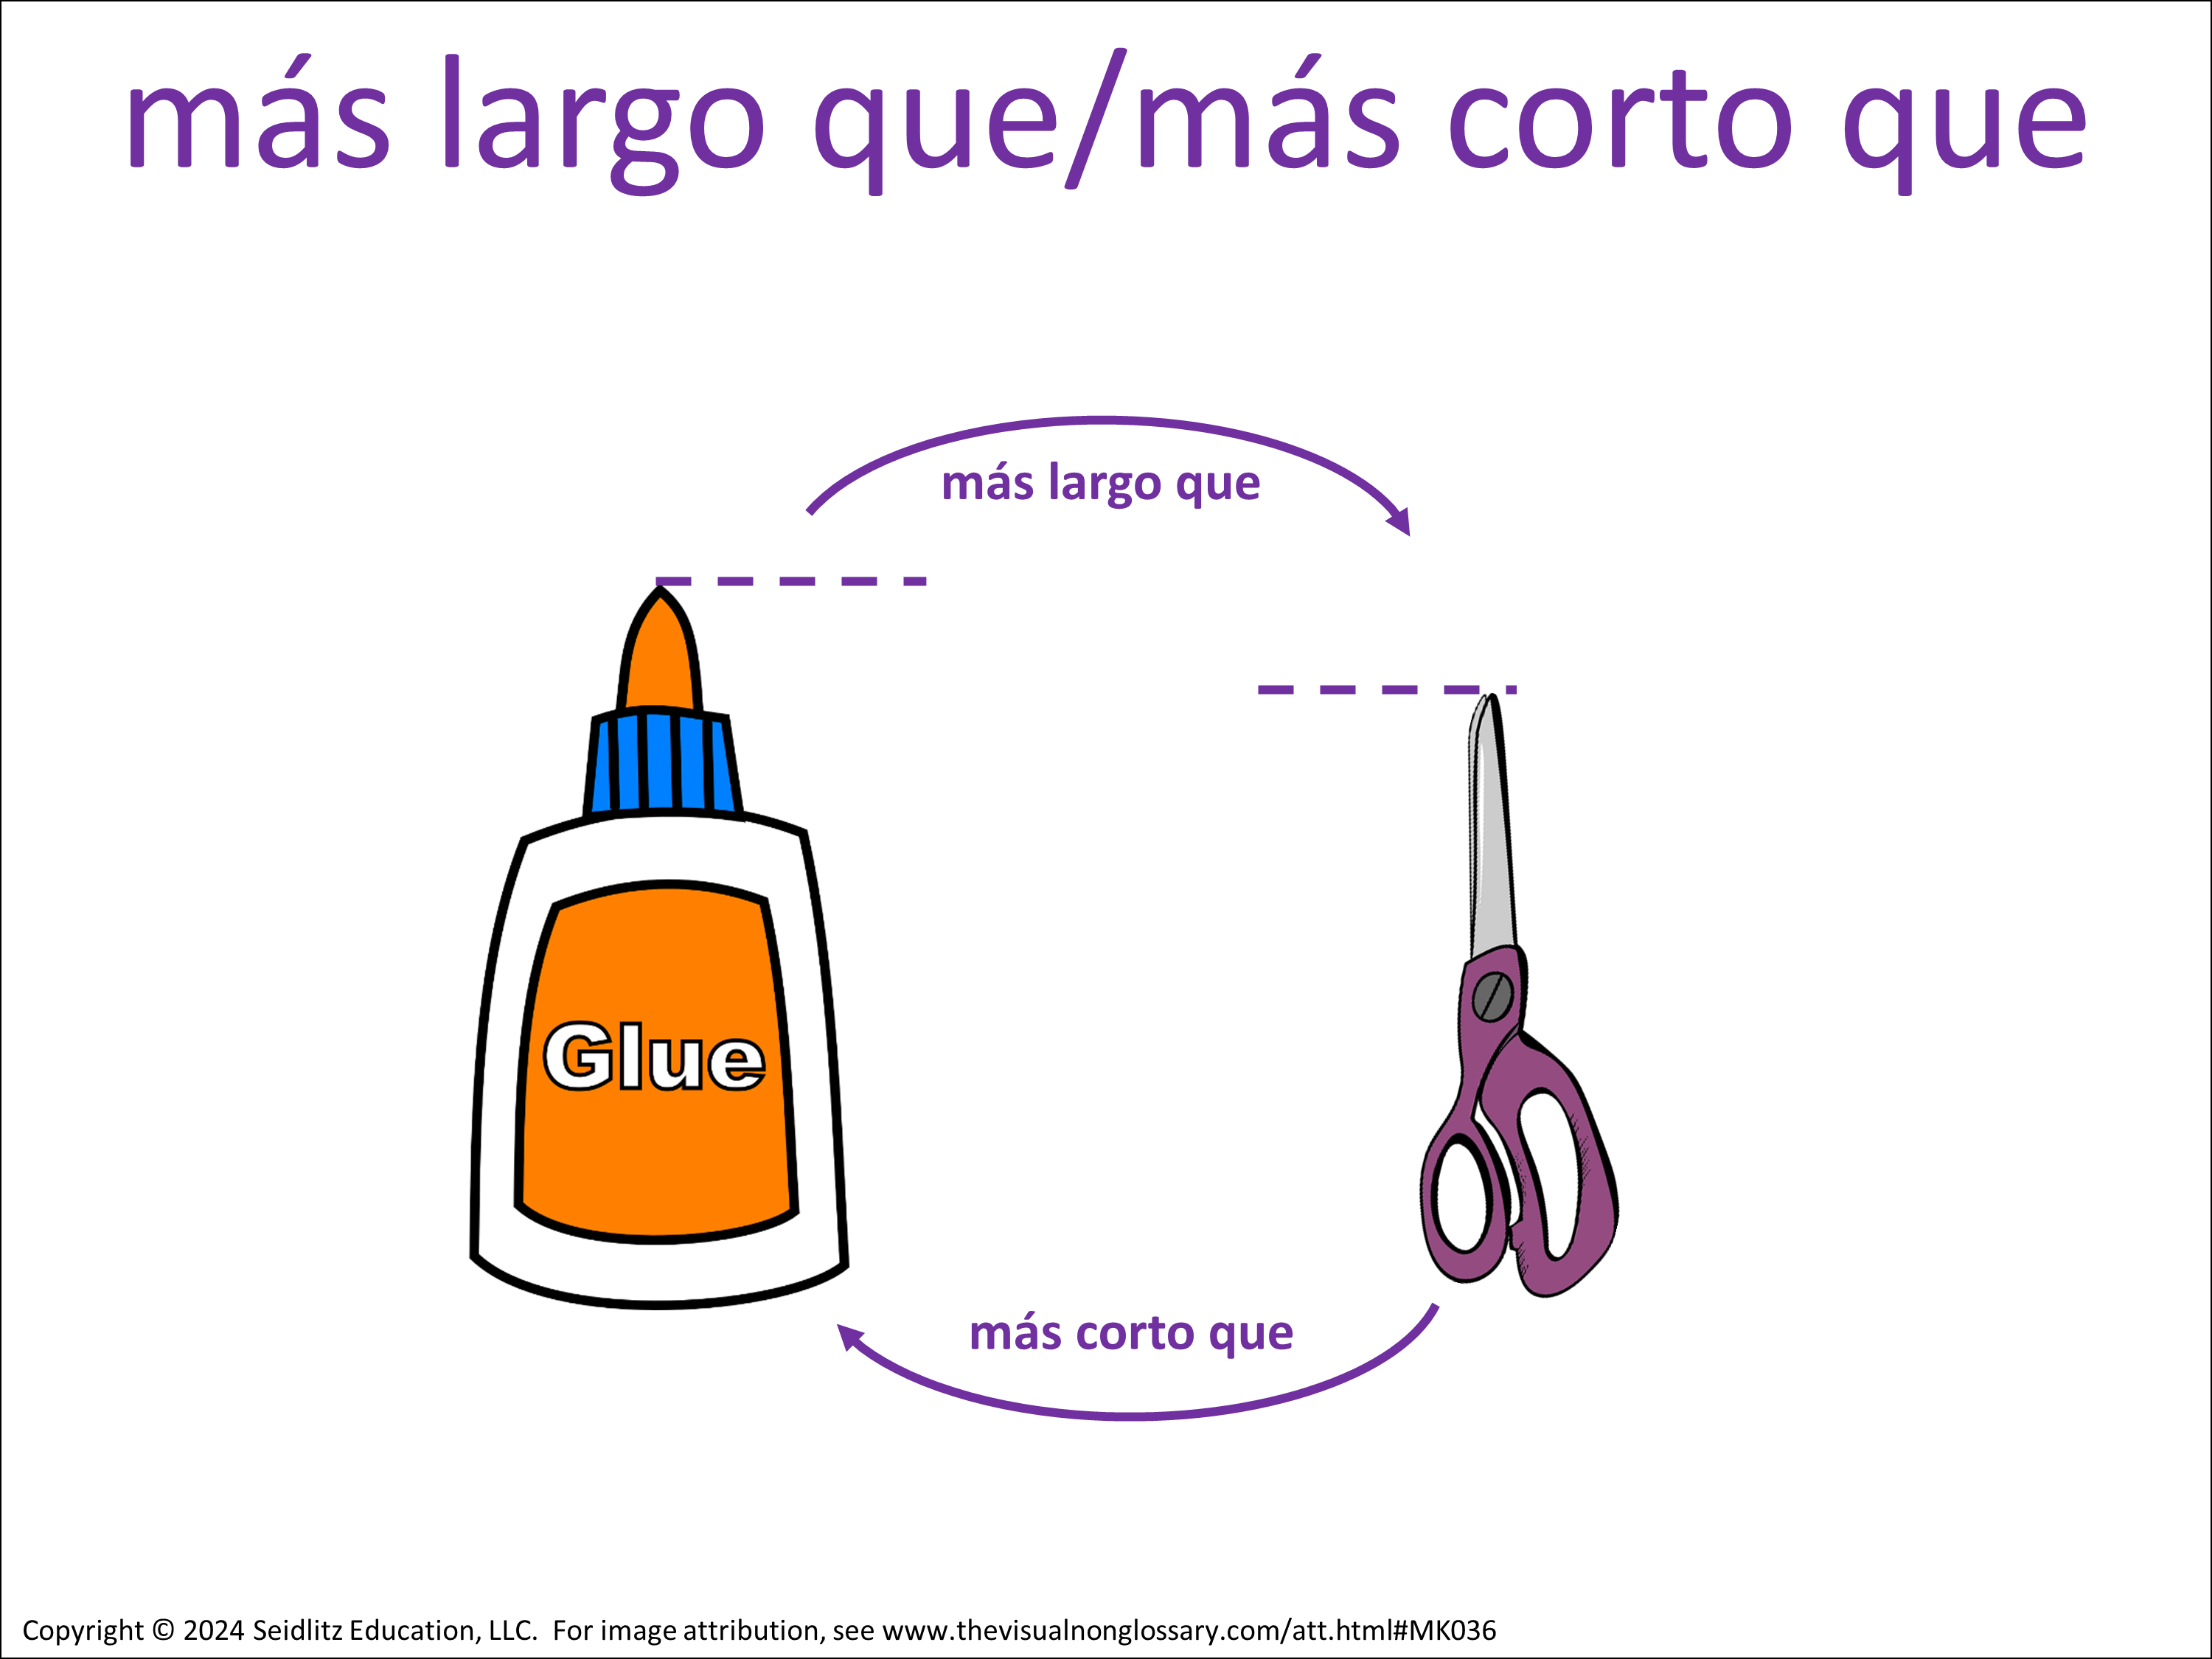 más largo que/más corto que
más largo que
Glue
más corto que
Copyright © 2024 Seidlitz Education, LLC.  For image attribution, see www.thevisualnonglossary.com/att.html#MK036